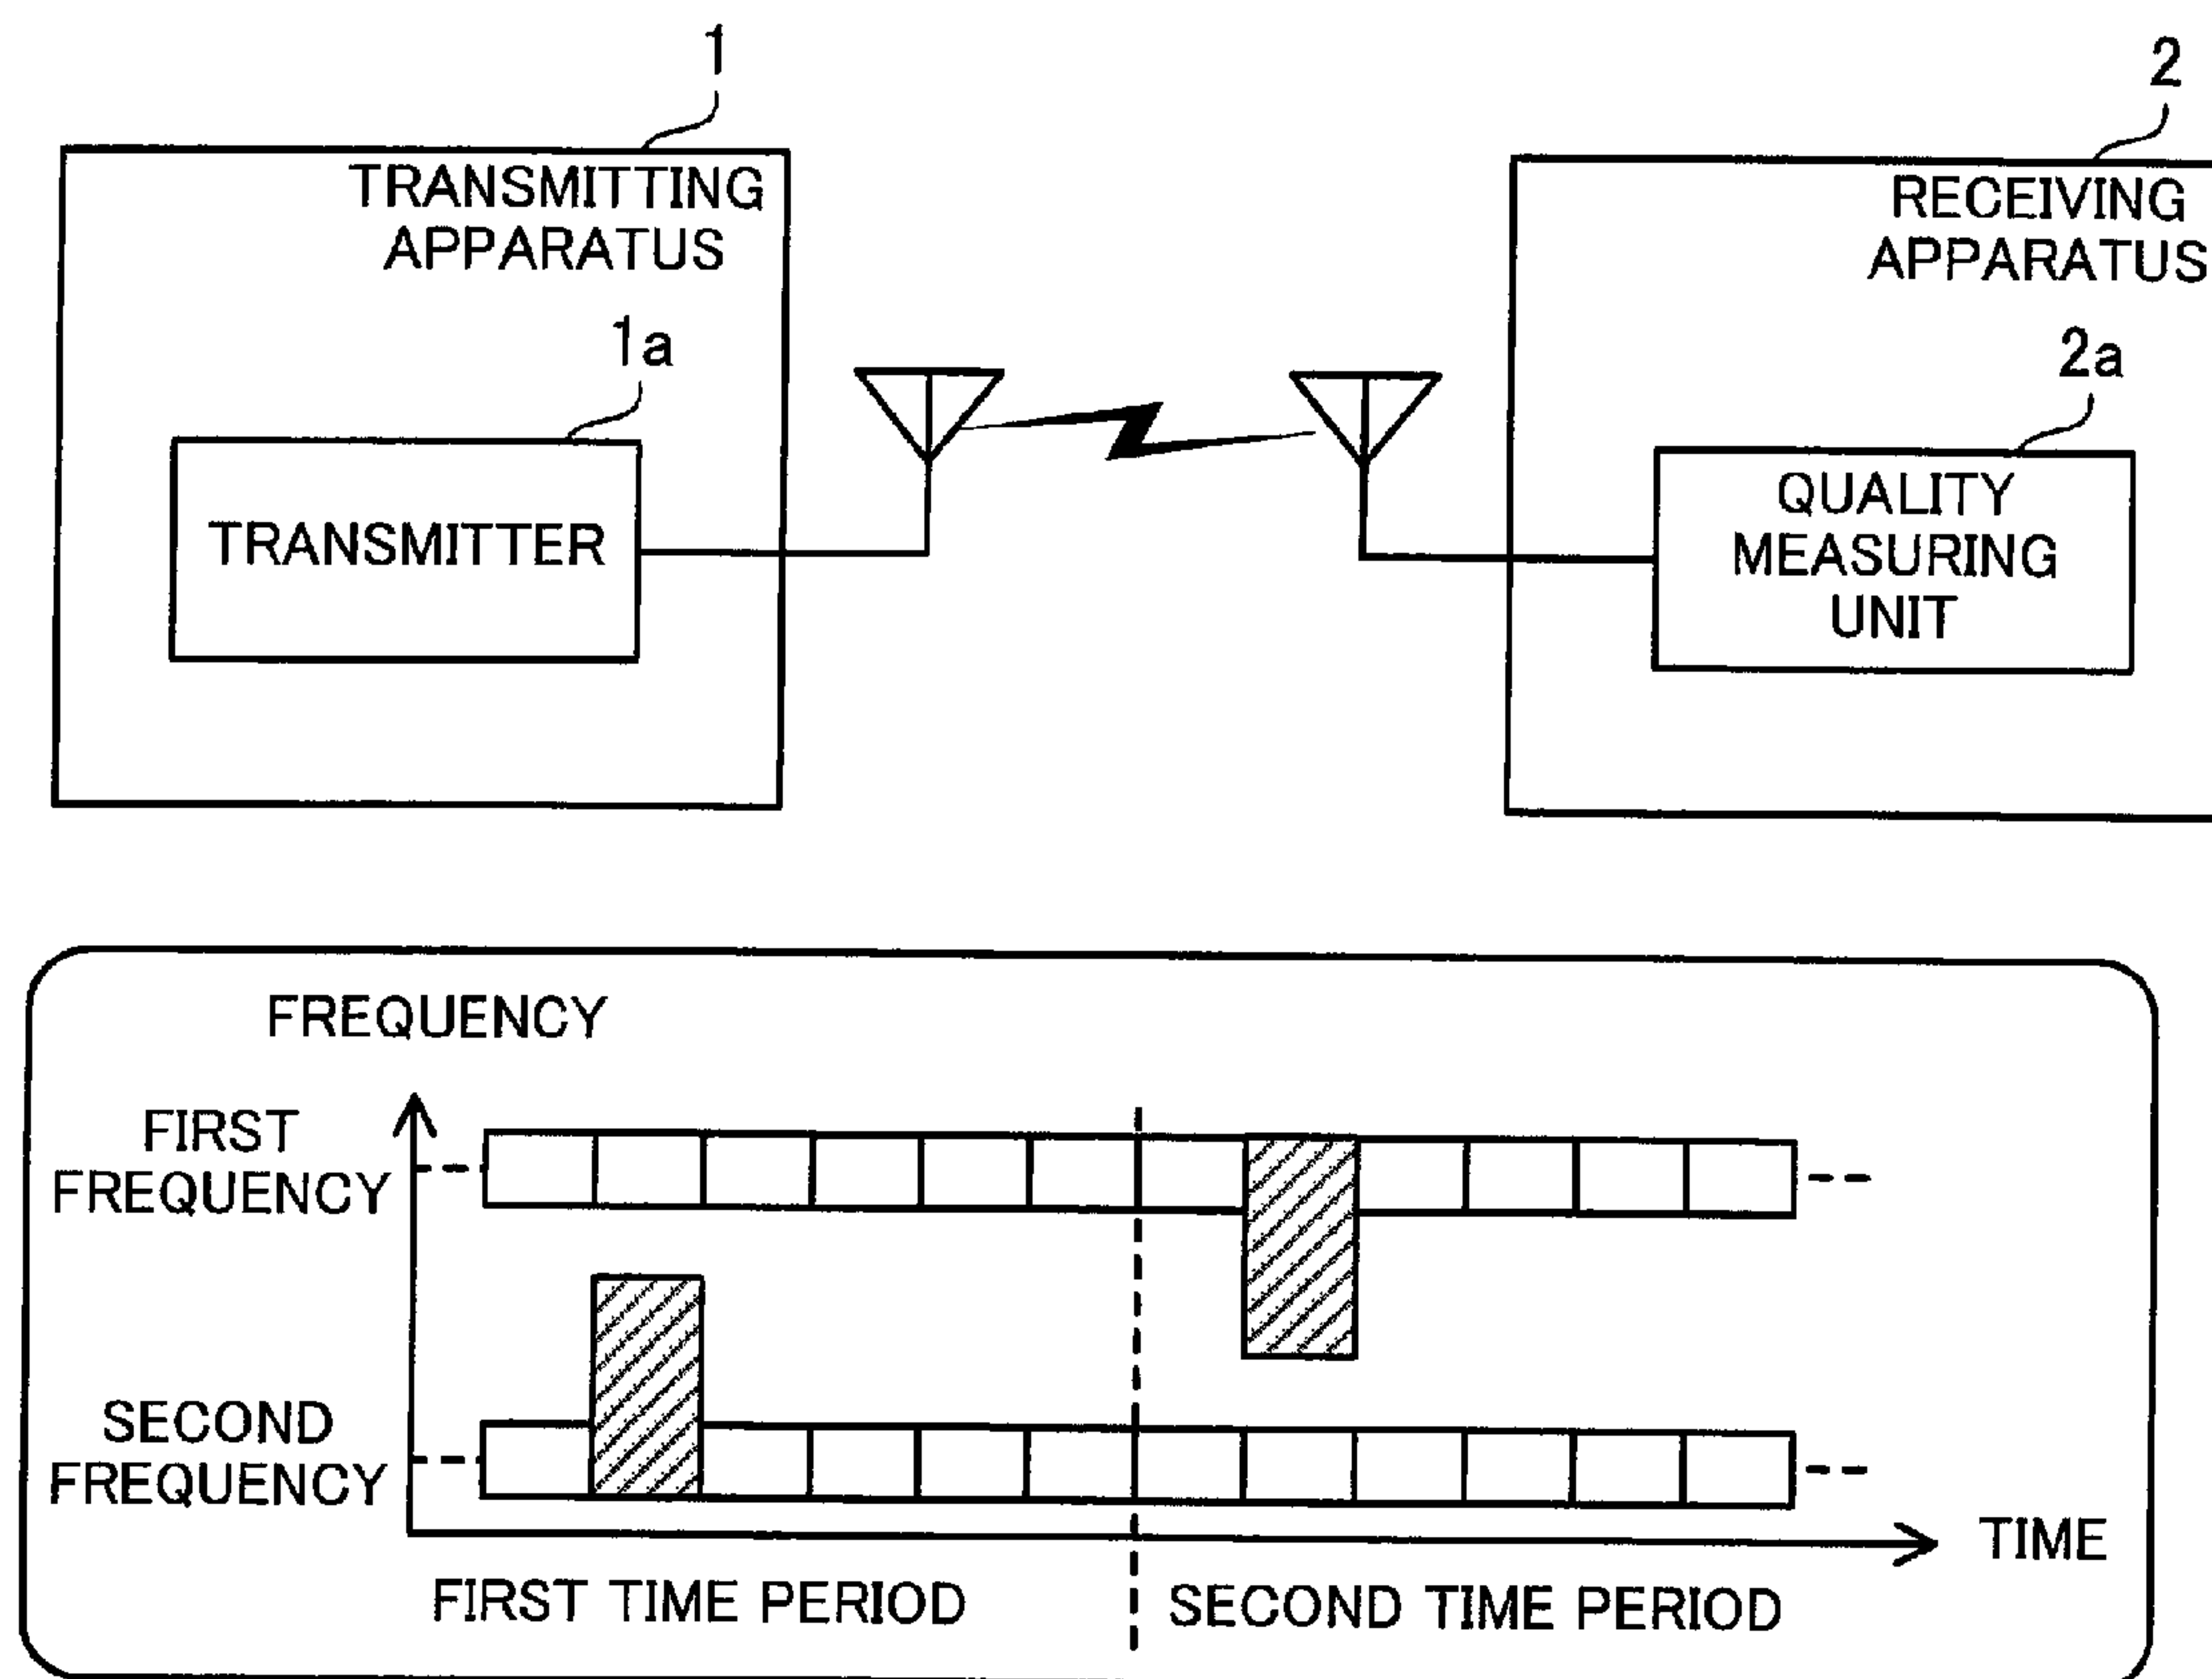 1
2
TRANSMITTING
APPARATUS
RECEIVING
APPARATUS
1a
2a
TRANSMITTER
QUALITY
MEASURING
UNIT
FREQUENCY
FIRST
FREQUENCY
SECOND
FREQUENCY
TIME
FIRST TIME PERIOD
SECOND TIME PERIOD